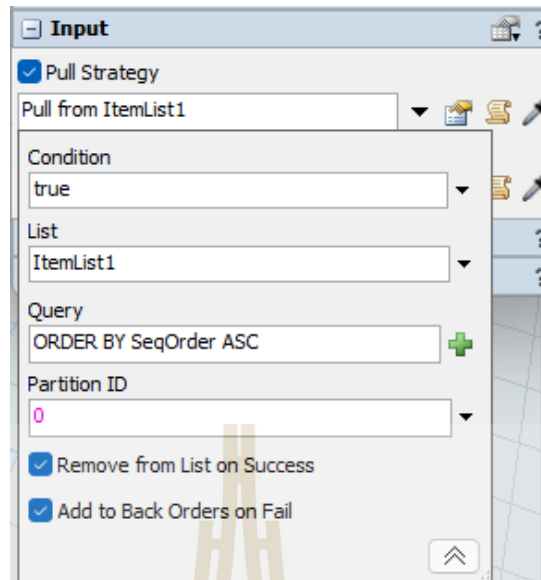 Input
Pull Strategy
Pull from ItemList1
Condition
true
List
ItemList1
Query
ORDER BY SeqOrder ASC
Partition ID
0
Remove from List on Success
Add to Back Orders on Fail